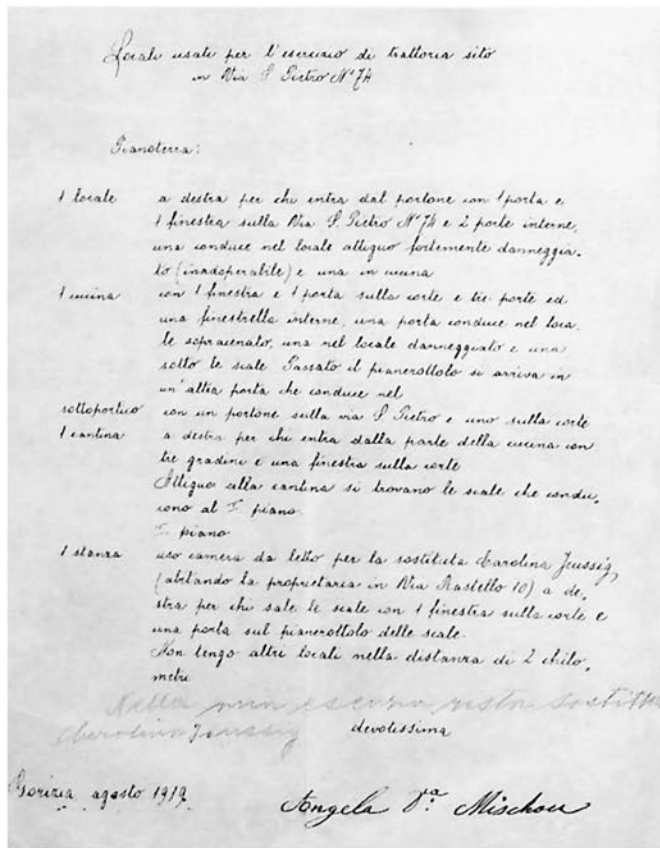 Locali usati per l'esercizio di trattoria sito
in Via S. Pietro N° 74
Pianoterra:
1 locale a destra per chi entra dal portone con 1 porta e
1 finestra sulla Via S. Pietro N° 74 e 2 porte interne,
una conduce nel locale attiguo fortemente danneggia,
to (inadoperabile) e una in cucina
1 cucina con 1 finestra e 1 porta sulla corte e tre porte ed
una finestrella interne, una porta conduce nel loca,
le sopracenato, una nel locale danneggiato e una
sotto le scale Passato il pianerottolo si arriva in
un'altra porta che conduce nel
sottoportico con un portone sulla via S. Pietro e uno sulla corte
1 cantina a destra per chi entra dalla parte della cucina con
tre gradini e una finestra sulla corte
Attiguo alla cantina si trovano le scale che condu,
cono al I. piano.
I. piano
1 stanza uso camera da letto per la sostituta Carolina Juissig,
(abitando la proprietaria in Via Rastello 10) a de,
stra per chi sale le scale con 1 finestra sulla corte e
una porta sul pianerottolo delle scale.
Non tengo altri locali nella distanza di 2 chilo,
metri
Nella mia resta
devotissima
Gorizia, agosto 1919.
Angela Va. Mischou